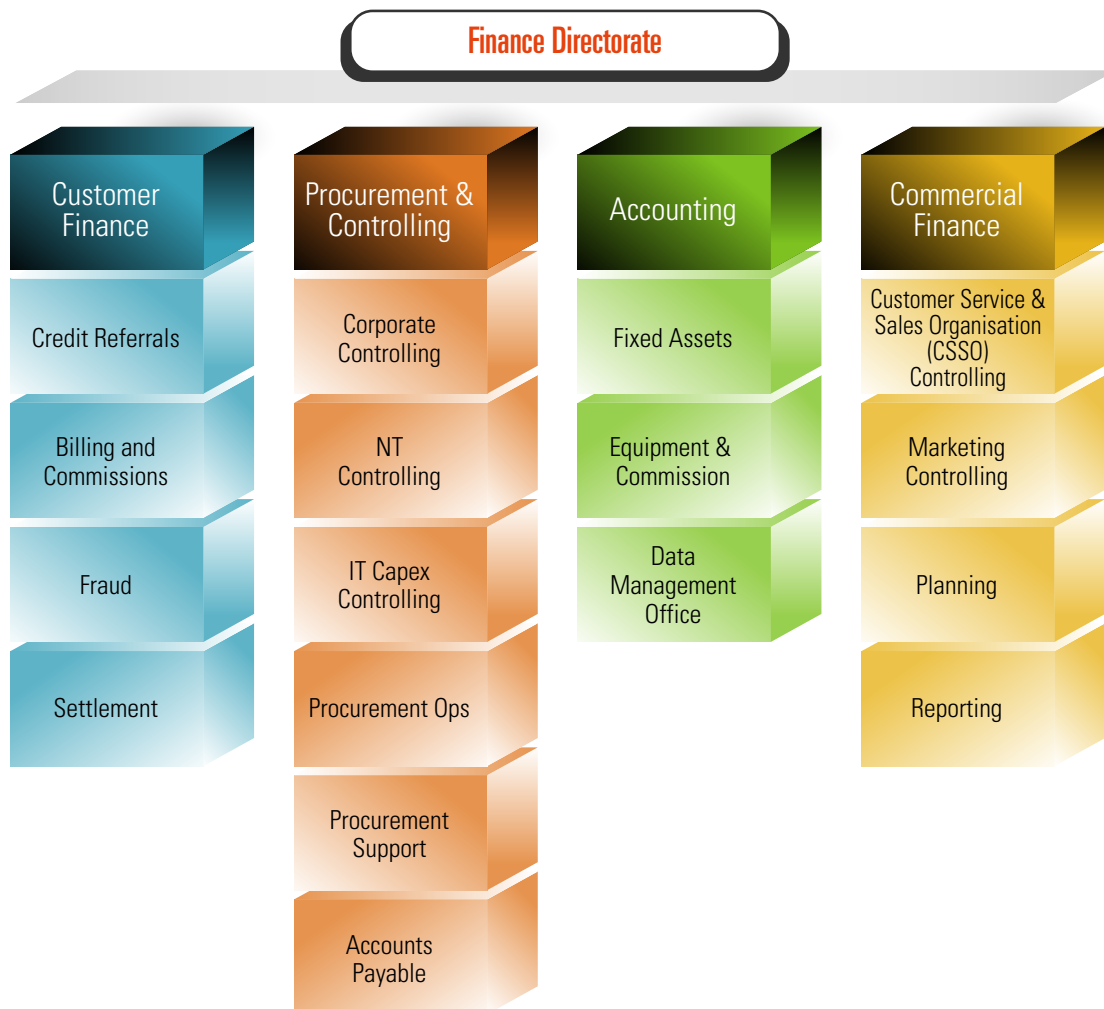 Finance Directorate
Customer
Finance
Procurement &
Controlling
Accounting
Commercial
Finance
Credit Referrals
Billing and
Commissions
Fraud
Settlement
Corporate
Controlling
NT
Controlling
IT Capex
Controlling
Procurement Ops
Procurement
Support
Accounts
Payable
Fixed Assets
Equipment &
Commission
Data
Management
Office
Customer Service &
Sales Organisation
(CSSO)
Controlling
Marketing
Controlling
Planning
Reporting